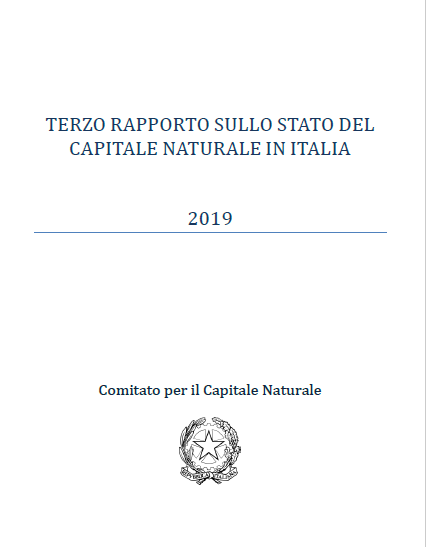 TERZO RAPPORTO SULLO STATO DEL
CAPITALE NATURALE IN ITALIA
2019
Comitato per il Capitale Naturale